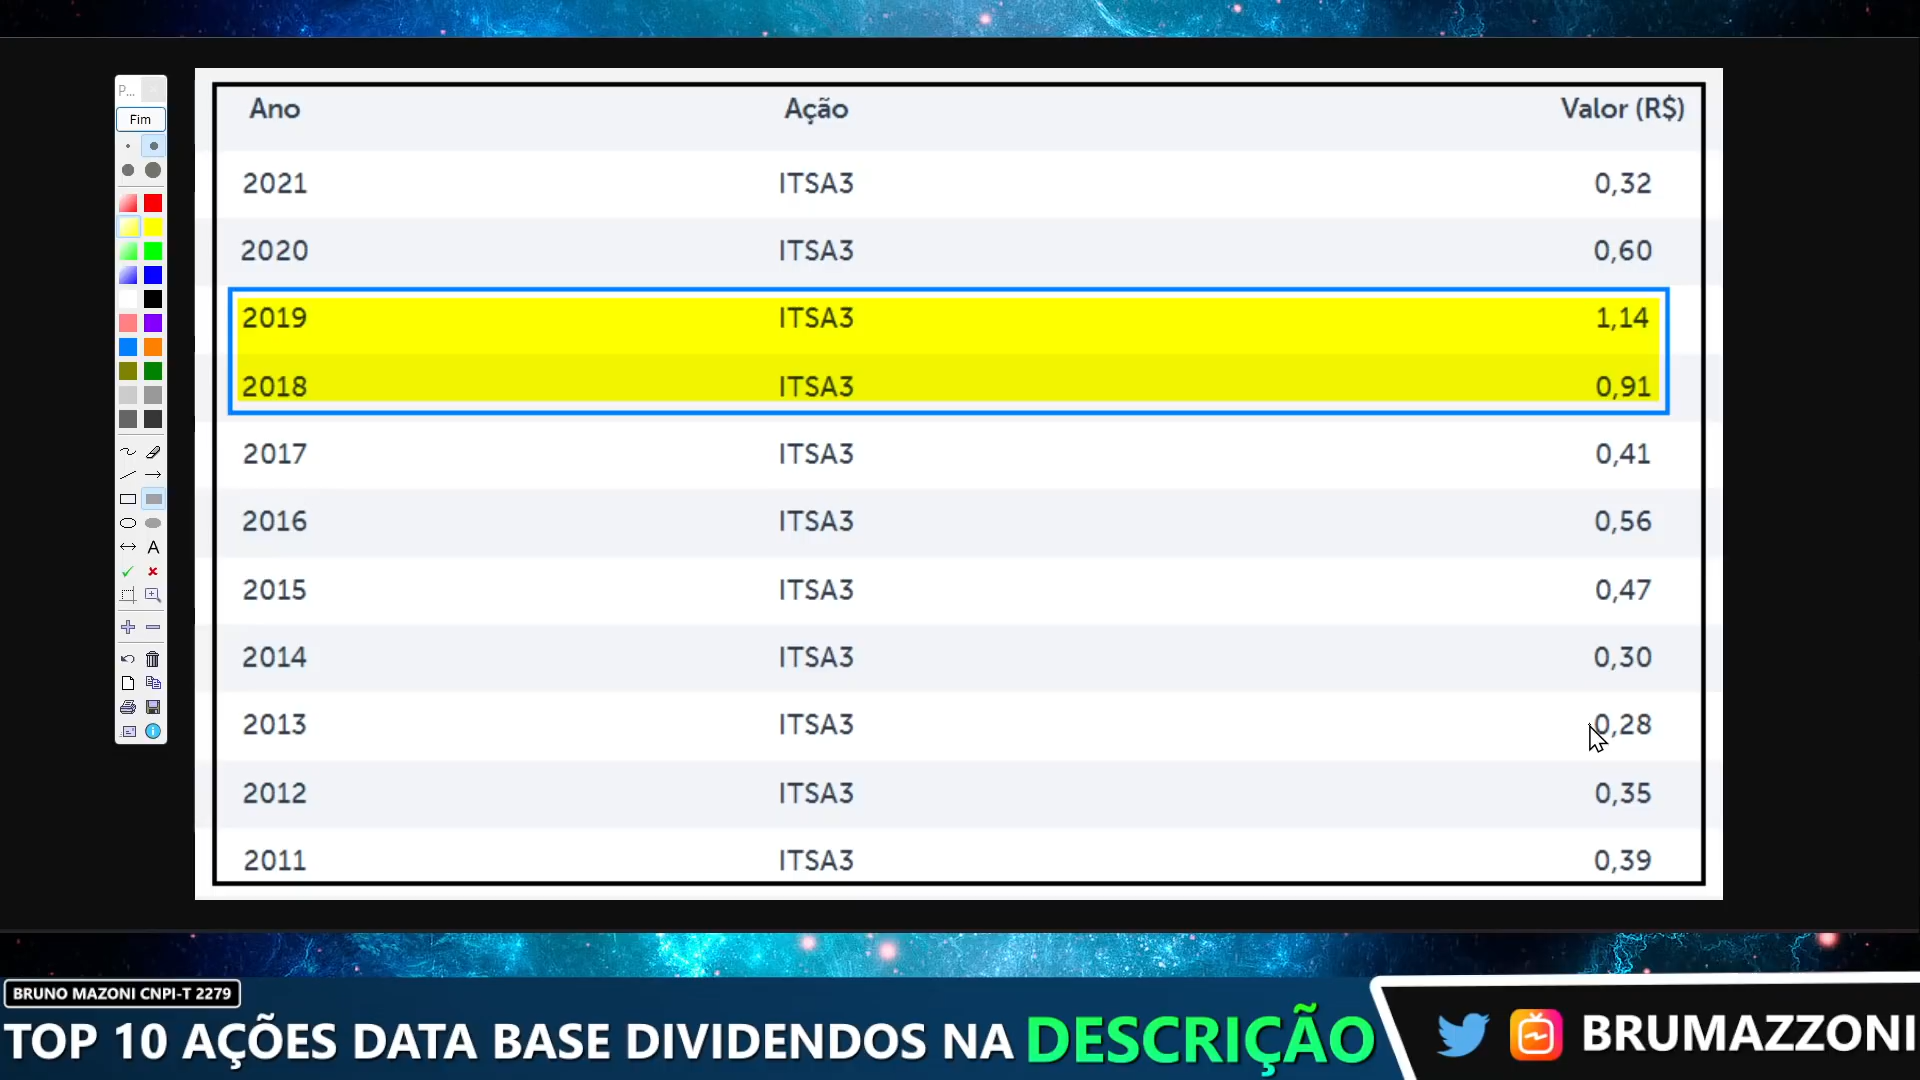 P...
Fim
A
Ano Ação Valor (R$)
2021 ITSA3 0,32
2020 ITSA3 0,60
2019 ITSA3 1,14
2018 ITSA3 0,91
2017 ITSA3 0,41
2016 ITSA3 0,56
2015 ITSA3 0,47
2014 ITSA3 0,30
2013 ITSA3 0,28
2012 ITSA3 0,35
2011 ITSA3 0,39
BRUNO MAZONI CNPI-T 2279
TOP 10 AÇÕES DATA BASE DIVIDENDOS NA DESCRIÇÃO
BRUMAZZONI